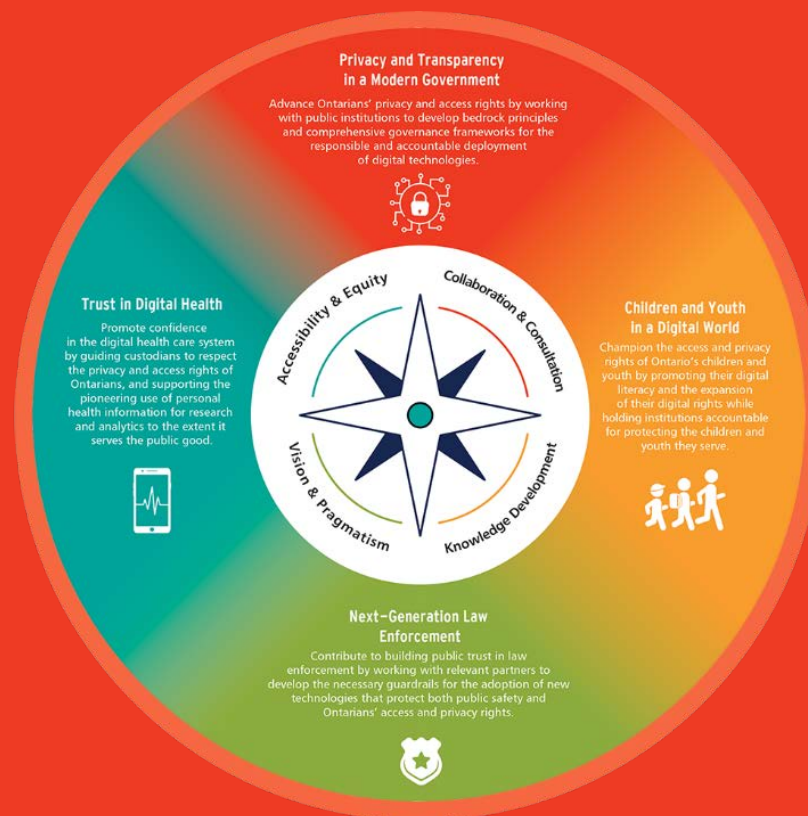 Privacy and Transparency
in a Modern Government
Advance Ontarians' privacy and access rights by working
with public institutions to develop bedrock principles
and comprehensive governance frameworks for the
responsible and accountable deployment
of digital technologies.
Trust in Digital Health
Promote confidence
in the digital health care system
by guiding custodians to respect
the privacy and access rights of
Ontarians, and supporting the
pioneering use of personal
health information for research
and analytics to the extent it
serves the public good.
Accessibility & Equity
Collaboration & Consultation
Vision & Pragmatism
Knowledge Development
Children and Youth
in a Digital World
Champion the access and privacy
rights of Ontario's children and
youth by promoting their digital
literacy and the expansion
of their digital rights while
holding institutions accountable
for protecting the children and
youth they serve.
Next-Generation Law
Enforcement
Contribute to building public trust in law
enforcement by working with relevant partners to
develop the necessary guardrails for the adoption of new
technologies that protect both public safety and
Ontarians' access and privacy rights.